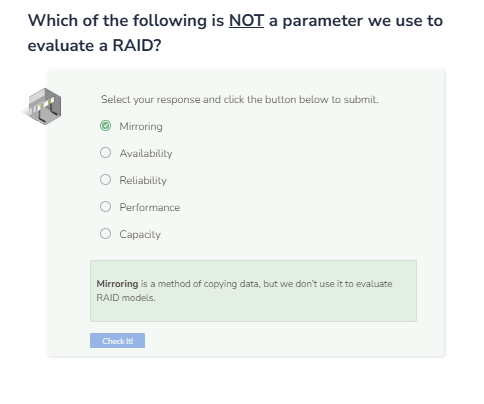 Which of the following is NOT a parameter we use to
evaluate a RAID?
Select your response and click the button below to submit.
Mirroring
Availability
Reliability
Performance
Capacity
Mirroring is a method of copying data, but we don't use it to evaluate
RAID models.
Check It!